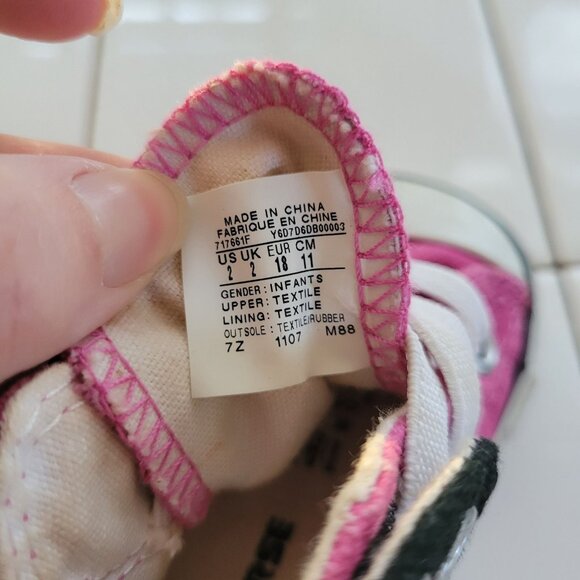 MADE IN CHINA
FABRIQUE EN CHINE
717661F Y6D7D6DB00003
US UK EUR CM
2 2 18 11
GENDER: INFANTS
UPPER: TEXTILE
LINING: TEXTILE
OUTSOLE: TEXTILE/RUBBER
7Z 1107 M88